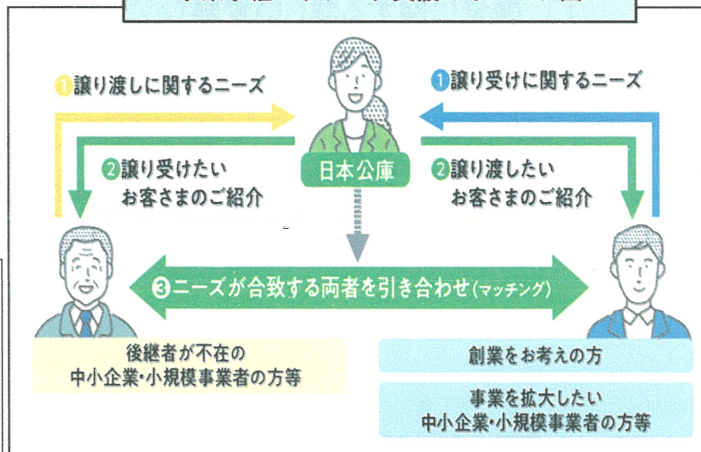 ❶譲り渡しに関するニーズ
❶譲り受けに関するニーズ
❷譲り受けたい
お客さまのご紹介
日本公庫
❷譲り渡したい
お客さまのご紹介
❸ニーズが合致する両者を引き合わせ(マッチング)
後継者が不在の
中小企業・小規模事業者の方等
創業をお考えの方
事業を拡大したい
中小企業・小規模事業者の方等